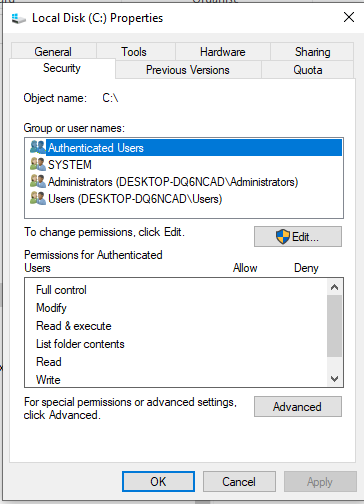 Local Disk (C:) Properties
General Tools Hardware Sharing
Security Previous Versions Quota
Object name: C:\
Group or user names:
Authenticated Users
SYSTEM
Administrators (DESKTOP-DQ6NCAD\Administrators)
Users (DESKTOP-DQ6NCAD\Users)
To change permissions, click Edit. Edit...
Permissions for Authenticated
Users Allow Deny
Full control
Modify
Read & execute
List folder contents
Read
Write
For special permissions or advanced settings,
click Advanced. Advanced
OK Cancel Apply